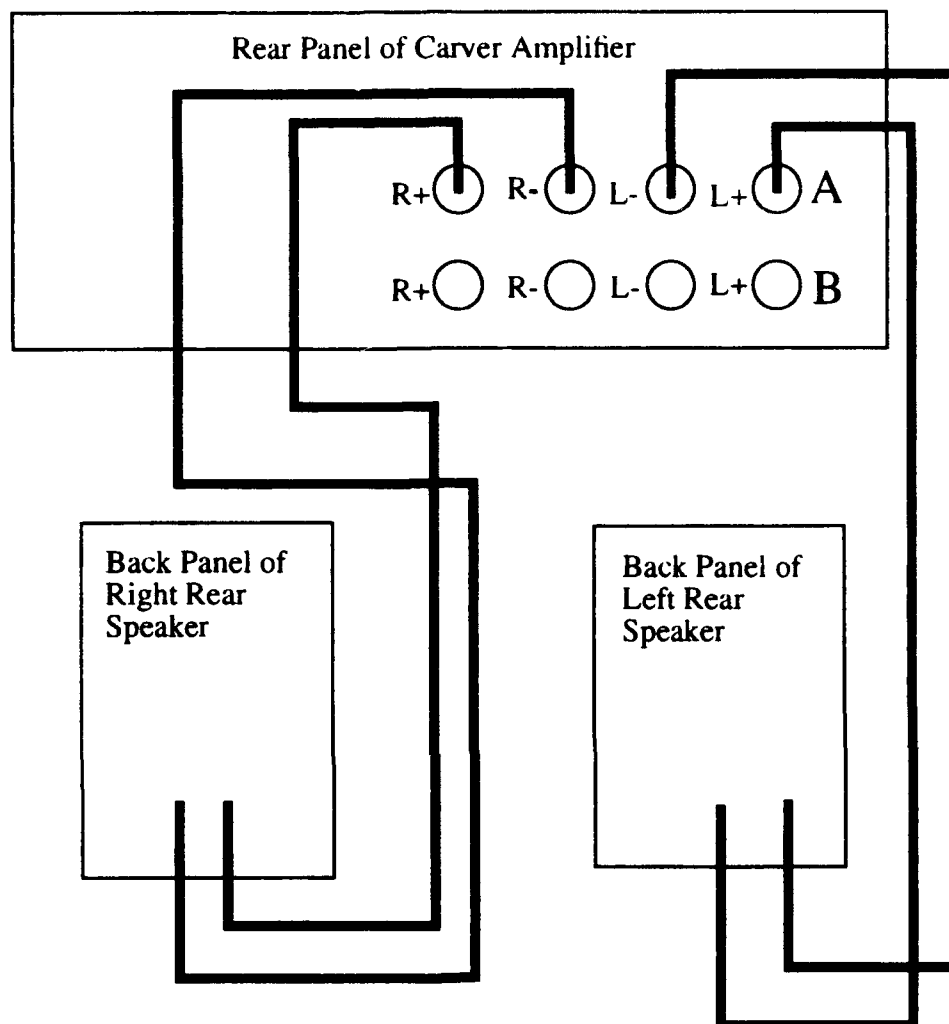 Rear Panel of Carver Amplifier
R+ R- L- L+ A
R+ R- L- L+ B
Back Panel of
Right Rear
Speaker
Back Panel of
Left Rear
Speaker